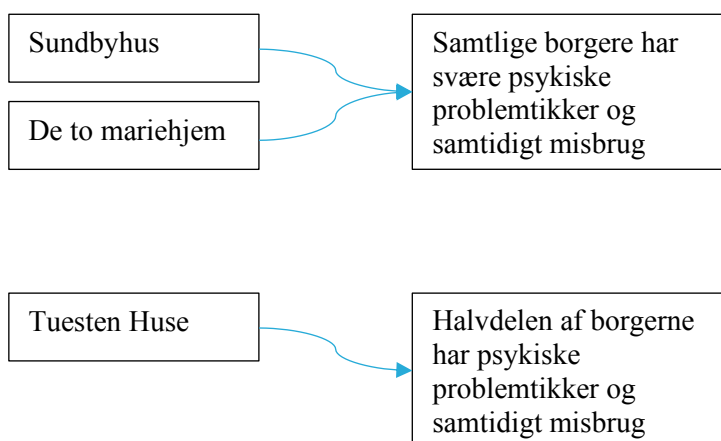 Sundbyhus
De to mariehjem
Samtlige borgere har
svære psykiske
problemtikker og
samtidigt misbrug
Tuesten Huse
Halvdelen af borgerne
har psykiske
problemtikker og
samtidigt misbrug